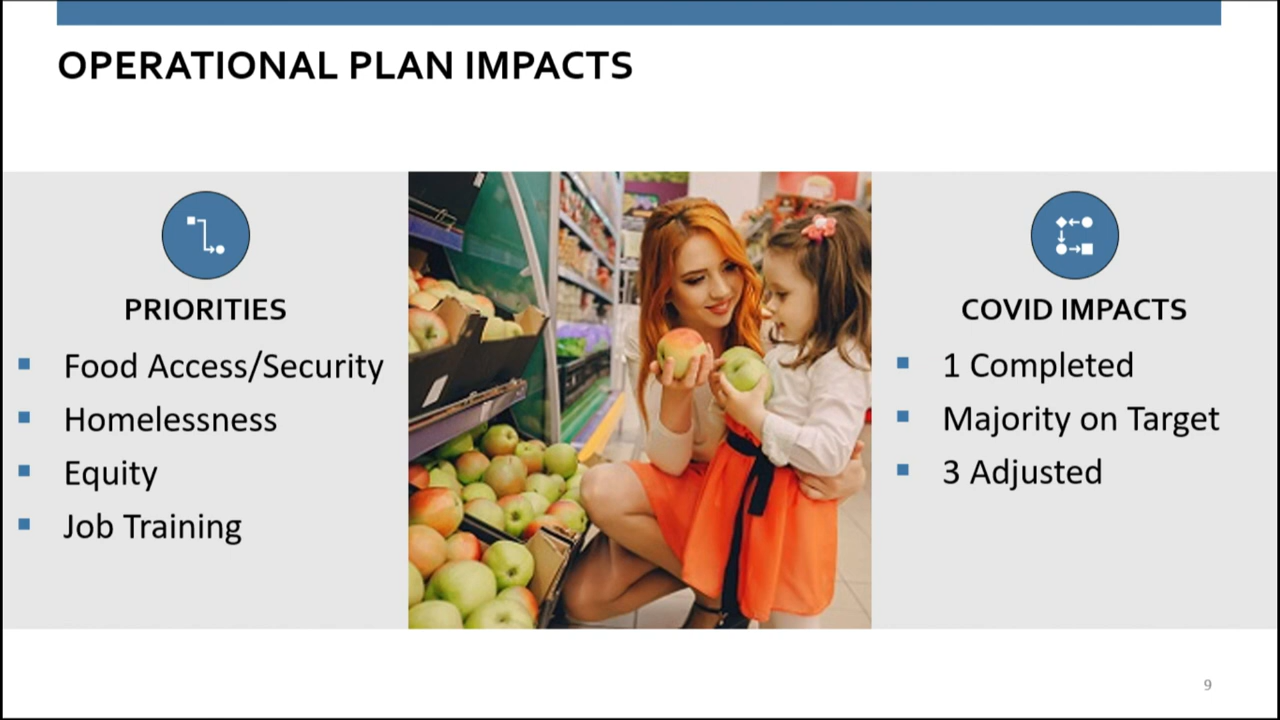 OPERATIONAL PLAN IMPACTS
PRIORITIES
Food Access/Security
Homelessness
Equity
Job Training
COVID IMPACTS
1 Completed
Majority on Target
3 Adjusted
9